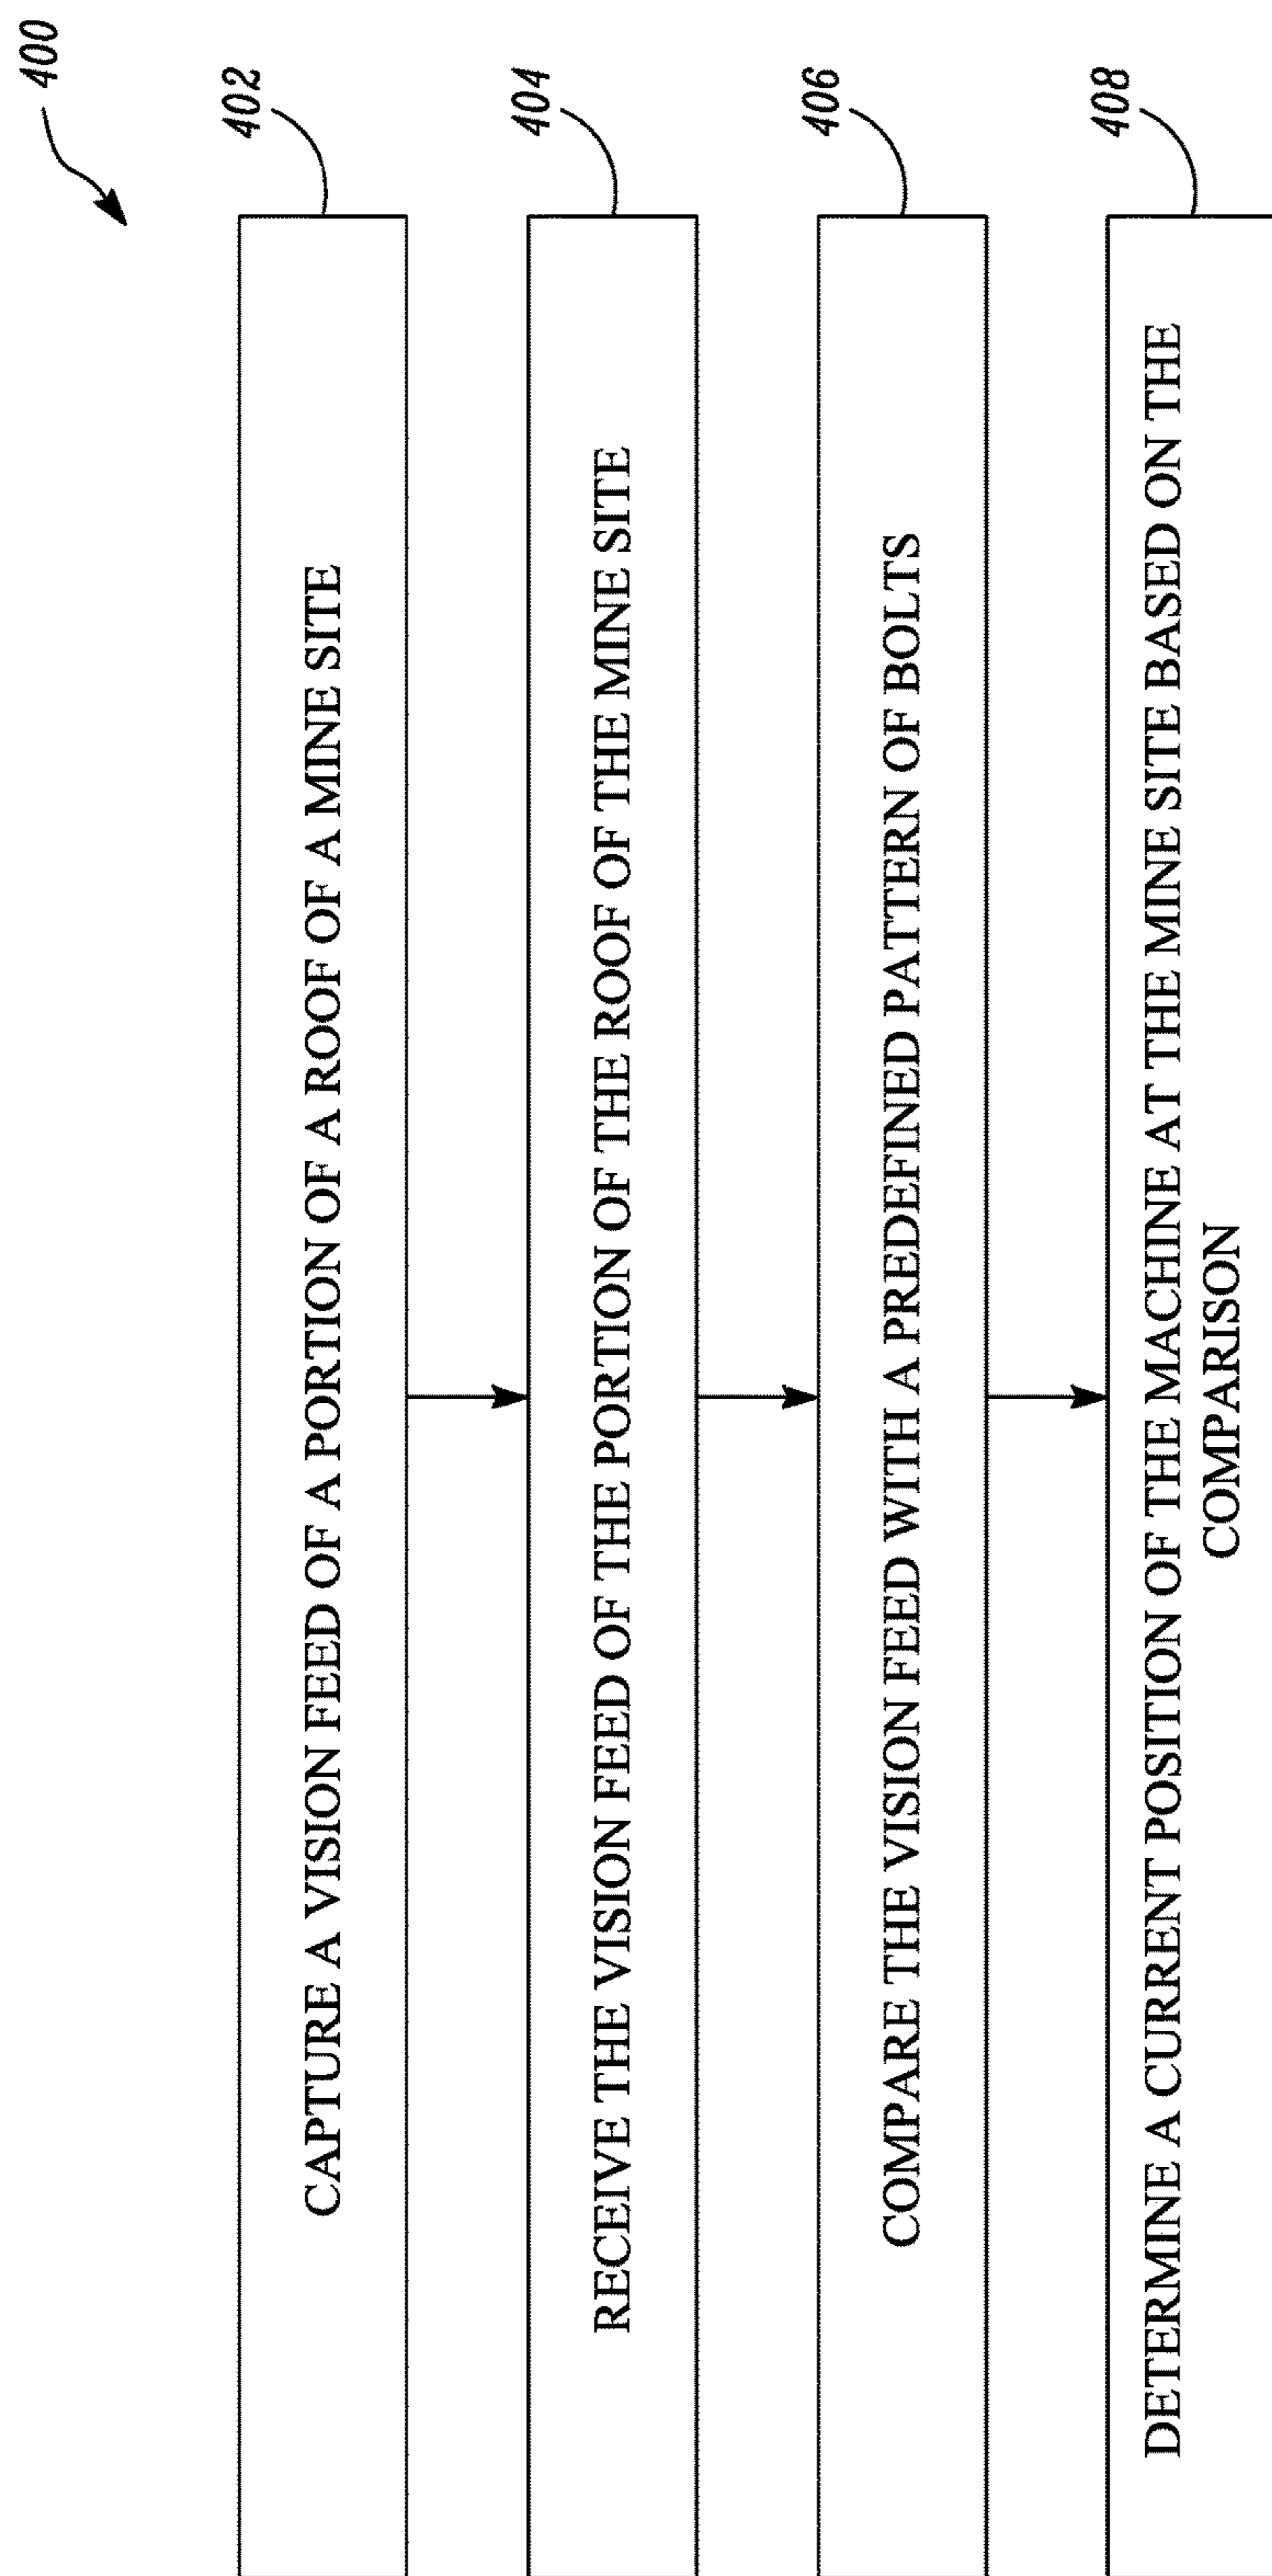 400
402
CAPTURE A VISION FEED OF A PORTION OF A ROOF OF A MINE SITE
404
RECEIVE THE VISION FEED OF THE PORTION OF THE ROOF OF THE MINE SITE
406
COMPARE THE VISION FEED WITH A PREDEFINED PATTERN OF BOLTS
408
DETERMINE A CURRENT POSITION OF THE MACHINE AT THE MINE SITE BASED ON THE
COMPARISON